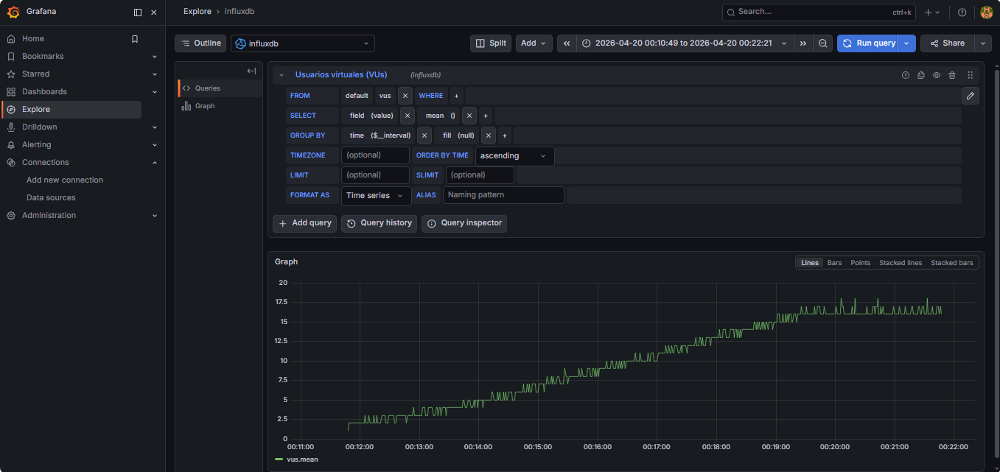 Grafana
Explore › influxdb
Search...
ctrl+k
Home
Bookmarks
Starred
Dashboards
Explore
Drilldown
Alerting
Connections
Add new connection
Data sources
Administration
Outline
influxdb
Split
Add
2026-04-20 00:10:49 to 2026-04-20 00:22:21
Run query
Share
Queries
Graph
Usuarios virtuales (VUs) (influxdb)
FROM default vus WHERE +
SELECT field (value) mean () +
GROUP BY time ($__interval) fill (null) +
TIMEZONE (optional) ORDER BY TIME ascending
LIMIT (optional) SLIMIT (optional)
FORMAT AS Time series ALIAS Naming pattern
+ Add query Query history Query inspector
Graph
Lines Bars Points Stacked lines Stacked bars
20
17.5
15
12.5
10
7.5
5
2.5
0
00:11:00 00:12:00 00:13:00 00:14:00 00:15:00 00:16:00 00:17:00 00:18:00 00:19:00 00:20:00 00:21:00 00:22:00
vus.mean